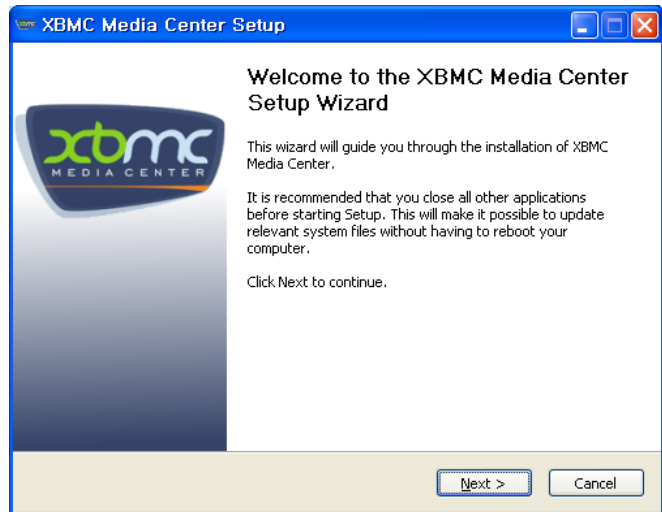 XBMC Media Center Setup
Welcome to the XBMC Media Center
Setup Wizard
xbmc
MEDIA CENTER
This wizard will guide you through the installation of XBMC
Media Center.
It is recommended that you close all other applications
before starting Setup. This will make it possible to update
relevant system files without having to reboot your
computer.
Click Next to continue.
Next >
Cancel